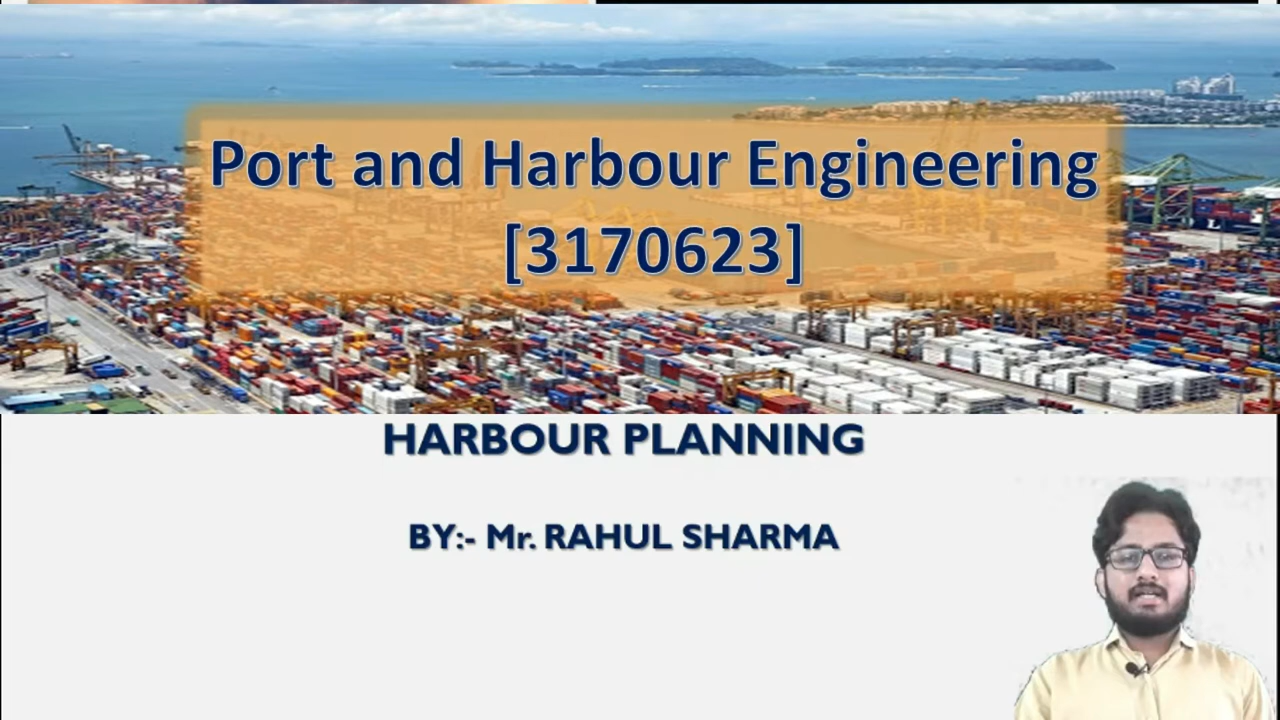 Port and Harbour Engineering
[3170623]
HARBOUR PLANNING
BY:- Mr. RAHUL SHARMA